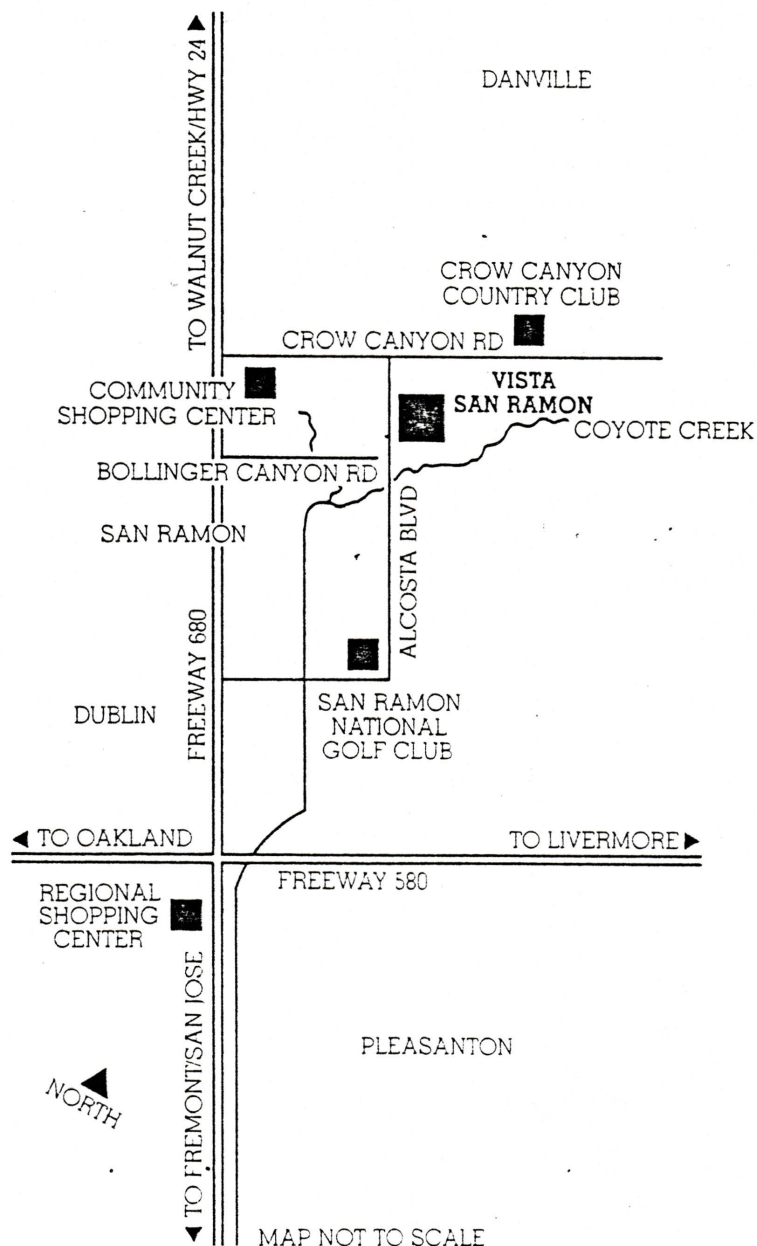 TO WALNUT CREEK/HWY 24
DANVILLE
CROW CANYON
COUNTRY CLUB
CROW CANYON RD
COMMUNITY
SHOPPING CENTER
VISTA
SAN RAMON
COYOTE CREEK
BOLLINGER CANYON RD
SAN RAMON
ALCOSTA BLVD
FREEWAY 680
DUBLIN
SAN RAMON
NATIONAL
GOLF CLUB
TO OAKLAND
TO LIVERMORE
FREEWAY 580
REGIONAL
SHOPPING
CENTER
TO FREMONT/SAN JOSE
PLEASANTON
NORTH
MAP NOT TO SCALE